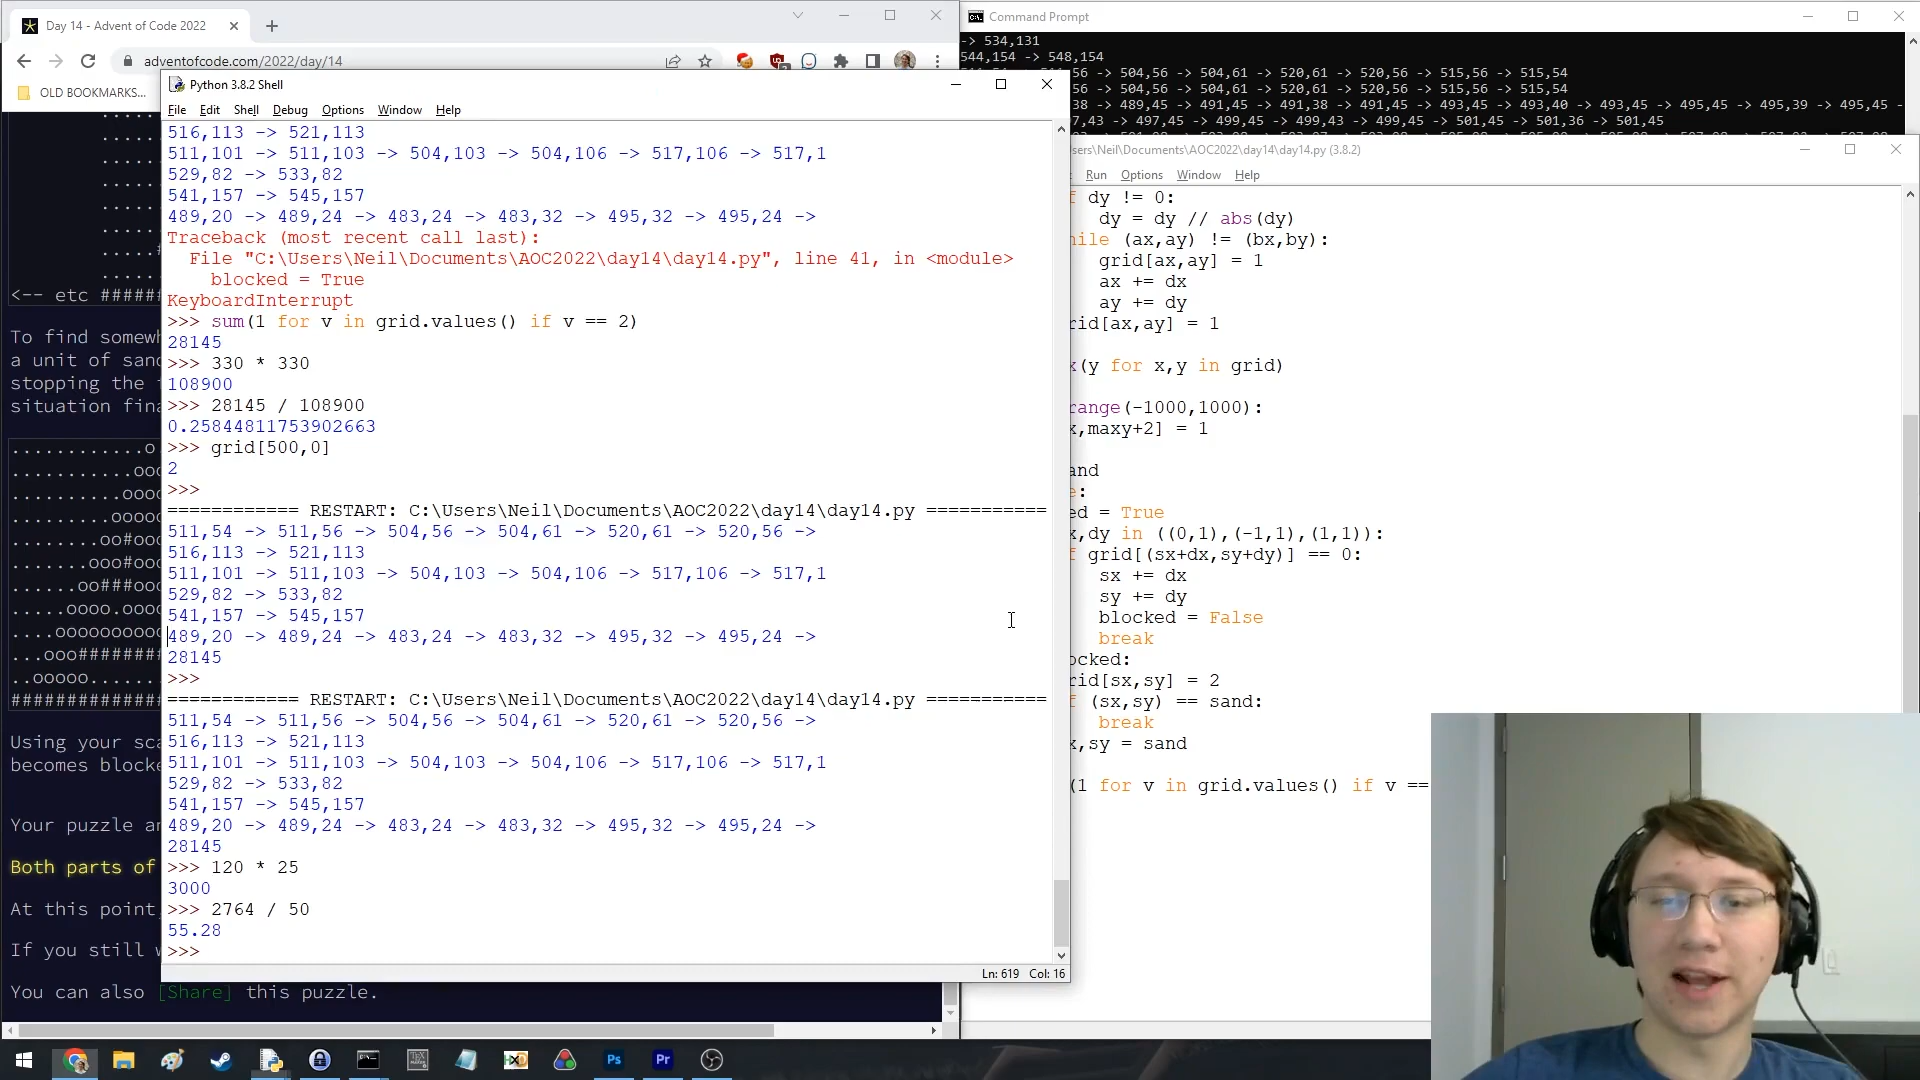 Day 14 - Advent of Code 2022
adventofcode.com/2022/day/14
OLD BOOKMARKS...
<-- etc ######
To find somewh
a unit of sand
stopping the
situation fina
............o.
...........ooo
..........oooo
.........ooooo
........oo#ooo
.......ooo#ooo
......oo###ooo
.....oooo.oooo
....oooooooooo
...ooo########
..ooooo.......
##############
Using your sca
becomes blocke
Your puzzle an
Both parts of
At this point,
If you still w
You can also [Share] this puzzle.
Python 3.8.2 Shell
File Edit Shell Debug Options Window Help
516,113 -> 521,113
511,101 -> 511,103 -> 504,103 -> 504,106 -> 517,106 -> 517,1
529,82 -> 533,82
541,157 -> 545,157
489,20 -> 489,24 -> 483,24 -> 483,32 -> 495,32 -> 495,24 ->
Traceback (most recent call last):
File "C:\Users\Neil\Documents\AOC2022\day14\day14.py", line 41, in <module>
blocked = True
KeyboardInterrupt
>>> sum(1 for v in grid.values() if v == 2)
28145
>>> 330 * 330
108900
>>> 28145 / 108900
0.25844811753902663
>>> grid[500,0]
2
>>>
============ RESTART: C:\Users\Neil\Documents\AOC2022\day14\day14.py ===========
511,54 -> 511,56 -> 504,56 -> 504,61 -> 520,61 -> 520,56 ->
516,113 -> 521,113
511,101 -> 511,103 -> 504,103 -> 504,106 -> 517,106 -> 517,1
529,82 -> 533,82
541,157 -> 545,157
489,20 -> 489,24 -> 483,24 -> 483,32 -> 495,32 -> 495,24 ->
28145
>>>
============ RESTART: C:\Users\Neil\Documents\AOC2022\day14\day14.py ===========
511,54 -> 511,56 -> 504,56 -> 504,61 -> 520,61 -> 520,56 ->
516,113 -> 521,113
511,101 -> 511,103 -> 504,103 -> 504,106 -> 517,106 -> 517,1
529,82 -> 533,82
541,157 -> 545,157
489,20 -> 489,24 -> 483,24 -> 483,32 -> 495,32 -> 495,24 ->
28145
>>> 120 * 25
3000
>>> 2764 / 50
55.28
>>>
Ln: 619 Col: 16
Command Prompt
-> 534,131
544,154 -> 548,154
56 -> 504,56 -> 504,61 -> 520,61 -> 520,56 -> 515,56 -> 515,54
56 -> 504,56 -> 504,61 -> 520,61 -> 520,56 -> 515,56 -> 515,54
38 -> 489,45 -> 491,45 -> 491,38 -> 491,45 -> 493,45 -> 493,40 -> 493,45 -> 495,45 -> 495,39 -> 495,45 -
7,43 -> 497,45 -> 499,45 -> 499,43 -> 499,45 -> 501,45 -> 501,36 -> 501,45
sers\Neil\Documents\AOC2022\day14\day14.py (3.8.2)
Run Options Window Help
f dy != 0:
dy = dy // abs(dy)
hile (ax,ay) != (bx,by):
grid[ax,ay] = 1
ax += dx
ay += dy
rid[ax,ay] = 1
x(y for x,y in grid)
range(-1000,1000):
x,maxy+2] = 1
and
e:
ed = True
x,dy in ((0,1),(-1,1),(1,1)):
f grid[(sx+dx,sy+dy)] == 0:
sx += dx
sy += dy
blocked = False
break
ocked:
rid[sx,sy] = 2
f (sx,sy) == sand:
break
x,sy = sand
(1 for v in grid.values() if v ==
Ps
Pr